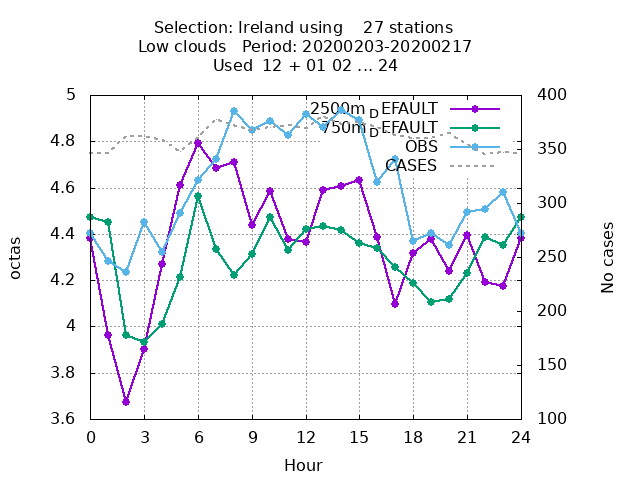 Selection: Ireland using    27 stations
Low clouds   Period: 20200203-20200217
Used  12 + 01 02 ... 24
2500m_DEFAULT
750m_DEFAULT
OBS
CASES
5
4.8
4.6
4.4
4.2
4
3.8
3.6
octas
400
350
300
250
200
150
100
No cases
0 3 6 9 12 15 18 21 24
Hour